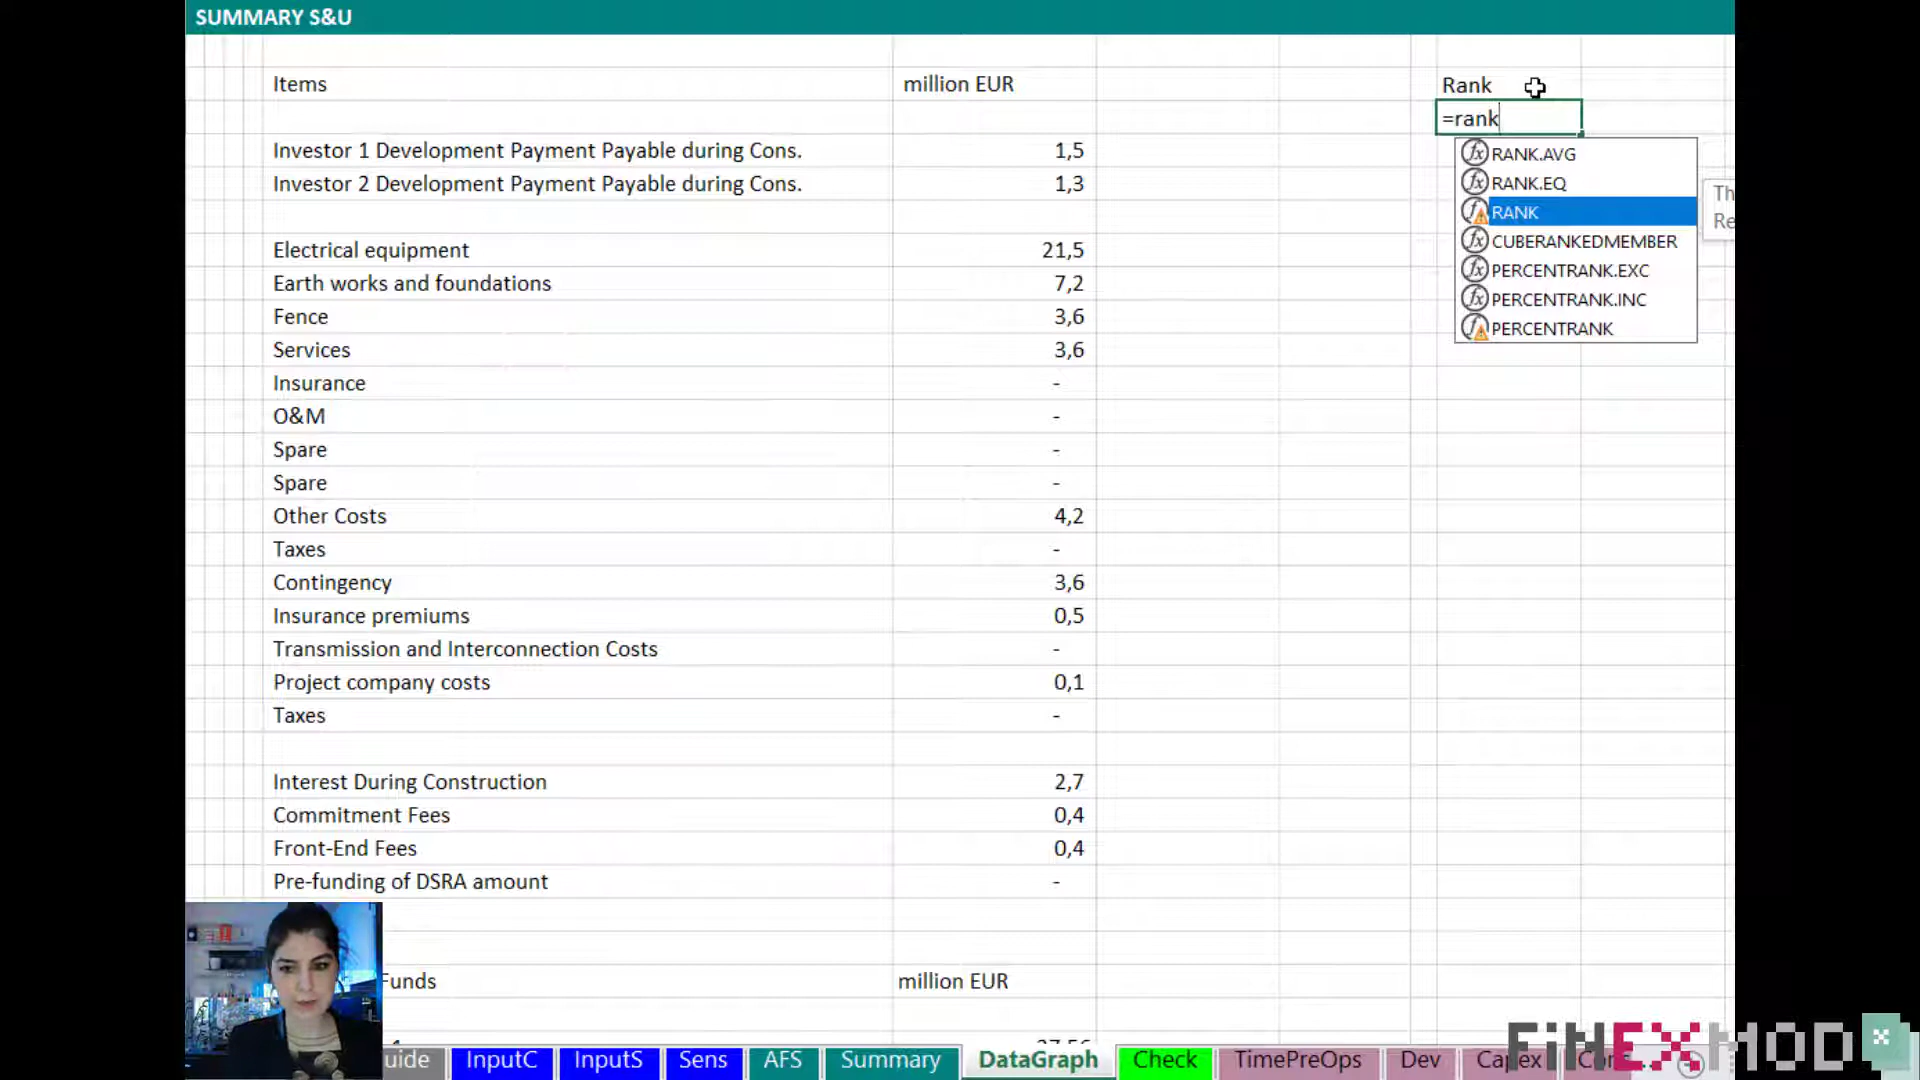 SUMMARY S&U
Items million EUR Rank
=rank
RANK.AVG
RANK.EQ
RANK
CUBERANKEDMEMBER
PERCENTRANK.EXC
PERCENTRANK.INC
PERCENTRANK
Th
Re
Investor 1 Development Payment Payable during Cons. 1,5
Investor 2 Development Payment Payable during Cons. 1,3
Electrical equipment 21,5
Earth works and foundations 7,2
Fence 3,6
Services 3,6
Insurance -
O&M -
Spare -
Spare -
Other Costs 4,2
Taxes -
Contingency 3,6
Insurance premiums 0,5
Transmission and Interconnection Costs -
Project company costs 0,1
Taxes -
Interest During Construction 2,7
Commitment Fees 0,4
Front-End Fees 0,4
Pre-funding of DSRA amount -
Funds million EUR
uide InputC InputS Sens AFS Summary DataGraph Check TimePreOps Dev Capex
FiNEXMOD